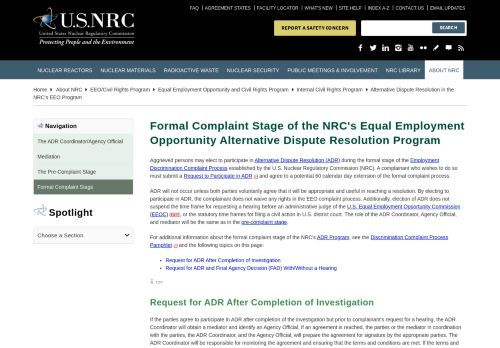 FAQ | AGREEMENT STATES | FACILITY LOCATOR | WHAT'S NEW | SITE HELP | INDEX A-Z | CONTACT US | EMAIL UPDATES
U.S.NRC
United States Nuclear Regulatory Commission
Protecting People and the Environment
REPORT A SAFETY CONCERN
SEARCH
NUCLEAR REACTORS NUCLEAR MATERIALS RADIOACTIVE WASTE NUCLEAR SECURITY PUBLIC MEETINGS & INVOLVEMENT NRC LIBRARY ABOUT NRC
Home > About NRC > EEO/Civil Rights Program > Equal Employment Opportunity and Civil Rights Program > Internal Civil Rights Program > Alternative Dispute Resolution in the
NRC's EEO Program
Navigation
The ADR Coordinator/Agency Official
Mediation
The Pre-Complaint Stage
Formal Complaint Stage
Spotlight
Choose a Section
Formal Complaint Stage of the NRC's Equal Employment
Opportunity Alternative Dispute Resolution Program
Aggrieved persons may elect to participate in Alternative Dispute Resolution (ADR) during the formal stage of the Employment
Discrimination Complaint Process established by the U.S. Nuclear Regulatory Commission (NRC). A complainant who wishes to do so
must submit a Request to Participate in ADR and agree to a potential 90 calendar day extension of the formal complaint process.
ADR will not occur unless both parties voluntarily agree that it will be appropriate and useful in reaching a resolution. By electing to
participate in ADR, the complainant does not waive any rights in the EEO complaint process. Additionally, election of ADR does not
suspend the time frame for requesting a hearing before an administrative judge of the U.S. Equal Employment Opportunity Commission
(EEOC) EXIT, or the statutory time frames for filing a civil action in U.S. district court. The role of the ADR Coordinator, Agency Official,
and mediator will be the same as in the pre-complaint stage.
For additional information about the formal complaint stage of the NRC's ADR Program, see the Discrimination Complaint Process
Pamphlet and the following topics on this page:
• Request for ADR After Completion of Investigation
• Request for ADR and Final Agency Decision (FAD) With/Without a Hearing
TOP
Request for ADR After Completion of Investigation
If the parties agree to participate in ADR after completion of the investigation but prior to complainant's request for a hearing, the ADR
Coordinator will obtain a mediator and identify an Agency Official. If an agreement is reached, the parties or the mediator in coordination
with the parties, the ADR Coordinator, and the Agency Official, will prepare the agreement for signature by the appropriate parties. The
ADR Coordinator will be responsible for monitoring the agreement and ensuring that the terms and conditions are met. If the terms and